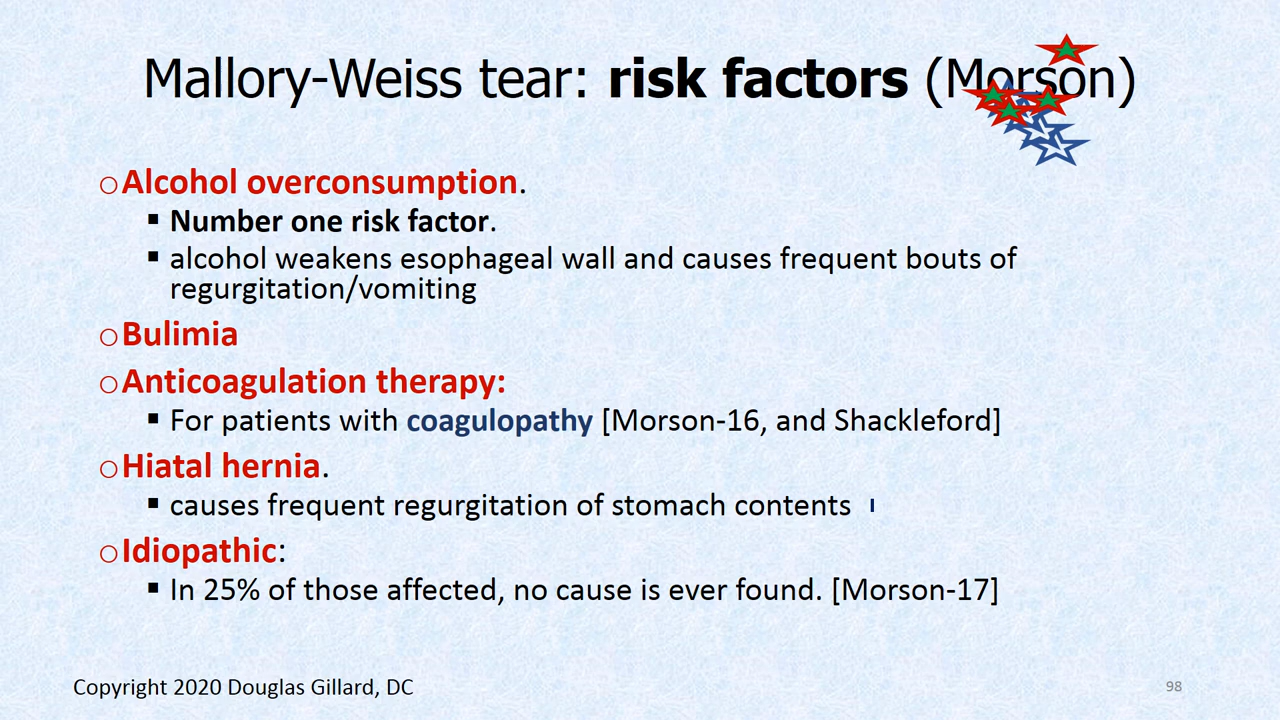 Mallory-Weiss tear: risk factors (Morson)
Alcohol overconsumption.
Number one risk factor.
alcohol weakens esophageal wall and causes frequent bouts of
regurgitation/vomiting
Bulimia
Anticoagulation therapy:
For patients with coagulopathy [Morson-16, and Shackleford]
Hiatal hernia.
causes frequent regurgitation of stomach contents
Idiopathic:
In 25% of those affected, no cause is ever found. [Morson-17]
Copyright 2020 Douglas Gillard, DC
98